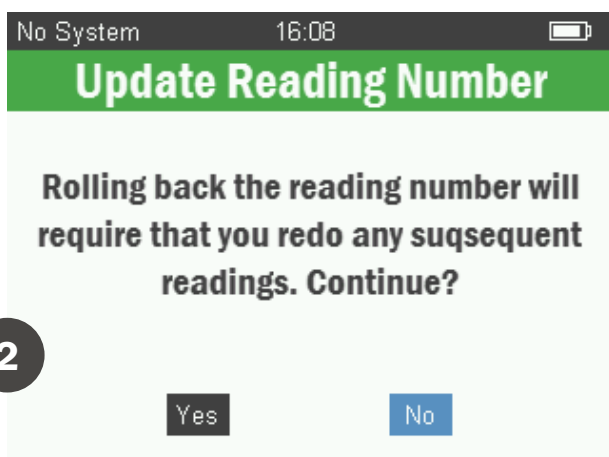 No System 16:08
Update Reading Number
Rolling back the reading number will
require that you redo any suqsequent
readings. Continue?
2
Yes No